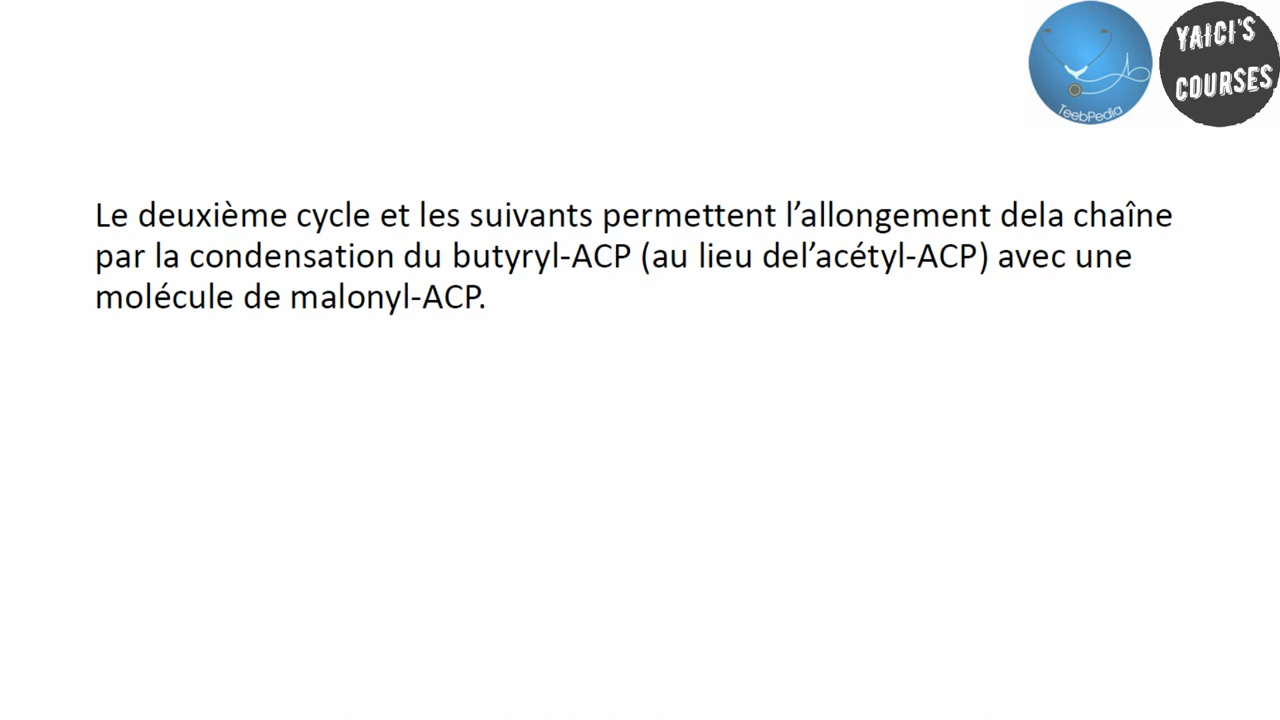 YAICI'S
COURSES
TeebPedia
Le deuxième cycle et les suivants permettent l’allongement dela chaîne
par la condensation du butyryl-ACP (au lieu del’acétyl-ACP) avec une
molécule de malonyl-ACP.